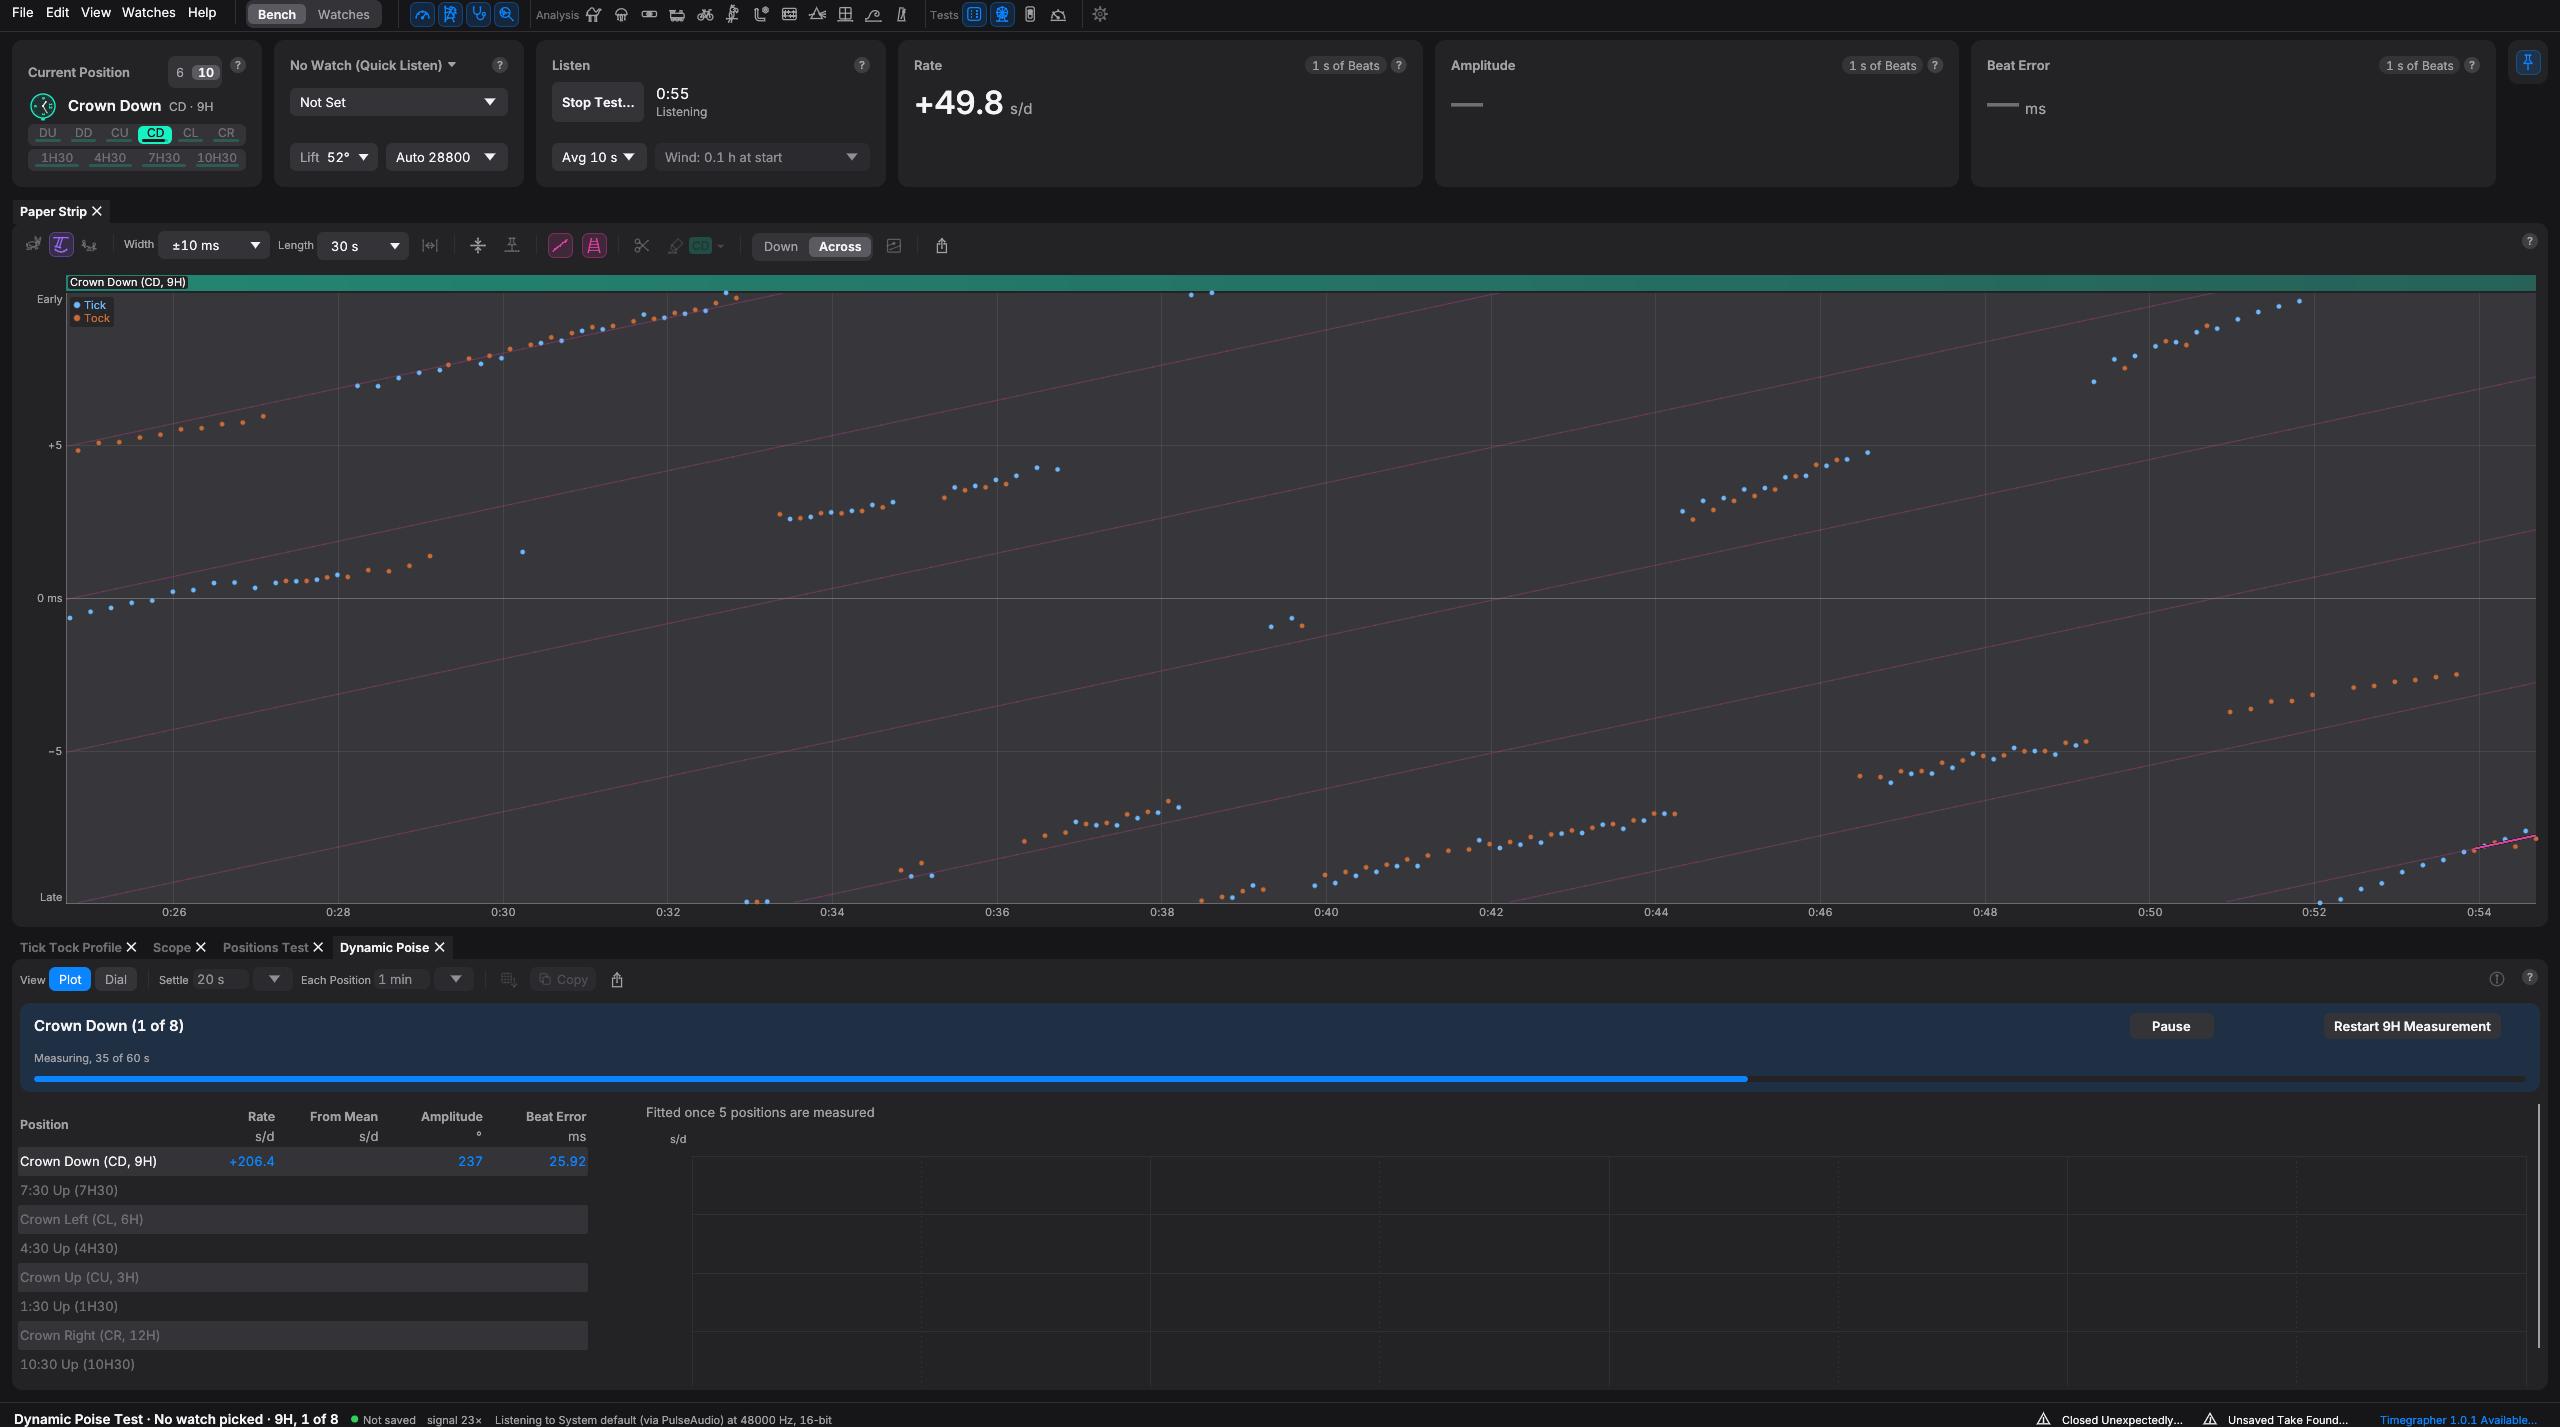 File Edit View Watches Help Bench Watches Analysis Tests
Current Position 6 10 ?
Crown Down CD · 9H
DU DD CU CD CL CR
1H30 4H30 7H30 10H30
No Watch (Quick Listen) ?
Not Set
Lift 52° Auto 28800
Listen ?
Stop Test... 0:55
Listening
Avg 10 s Wind: 0.1 h at start
Rate 1 s of Beats ?
+49.8 s/d
Amplitude 1 s of Beats ?
—
Beat Error 1 s of Beats ?
— ms
Paper Strip
Width ±10 ms Length 30 s CD Down Across ?
Crown Down (CD, 9H)
Early
Tick
Tock
+5
0 ms
−5
Late
0:26 0:28 0:30 0:32 0:34 0:36 0:38 0:40 0:42 0:44 0:46 0:48 0:50 0:52 0:54
Tick Tock Profile Scope Positions Test Dynamic Poise
View Plot Dial Settle 20 s Each Position 1 min Copy ?
Crown Down (1 of 8) Pause Restart 9H Measurement
Measuring, 35 of 60 s
Position Rate From Mean Amplitude Beat Error
s/d s/d ° ms
Crown Down (CD, 9H) +206.4 237 25.92
7:30 Up (7H30)
Crown Left (CL, 6H)
4:30 Up (4H30)
Crown Up (CU, 3H)
1:30 Up (1H30)
Crown Right (CR, 12H)
10:30 Up (10H30)
Fitted once 5 positions are measured
s/d
Dynamic Poise Test · No watch picked · 9H, 1 of 8 Not saved signal 23× Listening to System default (via PulseAudio) at 48000 Hz, 16-bit Closed Unexpectedly... Unsaved Take Found... Timegrapher 1.0.1 Available...